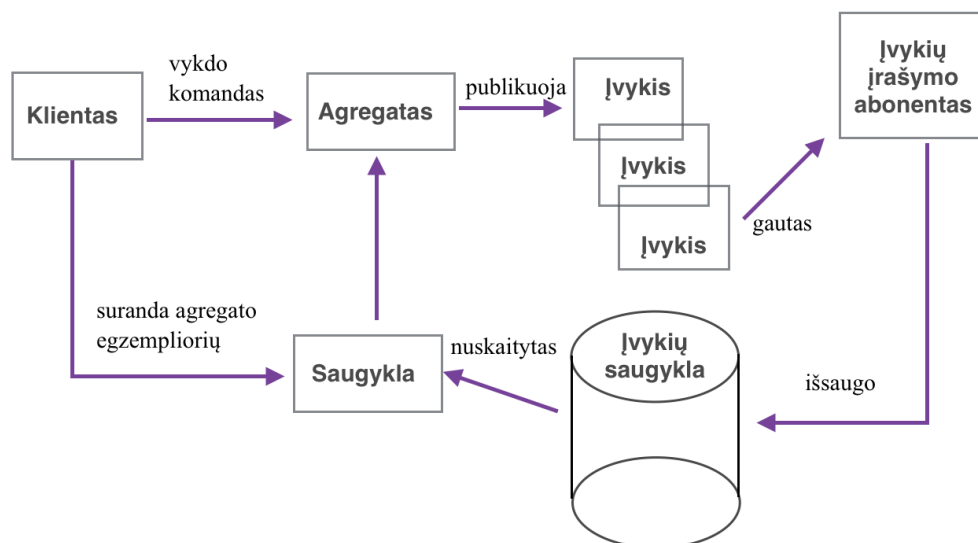 Klientas
vykdo
komandas
Agregatas
publikuoja
Įvykis
Įvykis
Įvykis
gautas
Įvykių
įrašymo
abonentas
suranda agregato
egzempliorių
Saugykla
nuskaitytas
Įvykių
saugykla
išsaugo